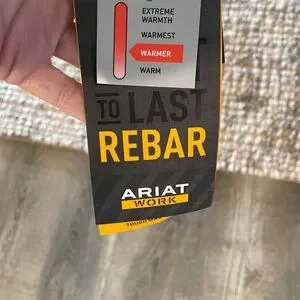 EXTREME
WARMTH
WARMEST
WARMER
WARM
TO LAST
REBAR
ARIAT
WORK